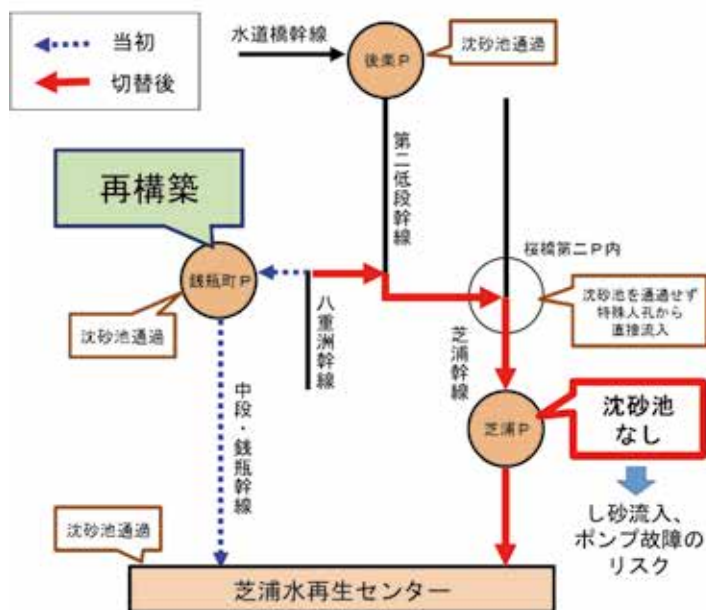 当初
切替後
水道橋幹線
後楽P
沈砂池通過
第二低段幹線
再構築
銭瓶町P
沈砂池通過
八重洲幹線
桜橋第二P内
沈砂池を通過せず
特殊人孔から
直接流入
芝浦幹線
芝浦P
沈砂池
なし
中段・銭瓶幹線
し砂流入、
ポンプ故障の
リスク
沈砂池通過
芝浦水再生センター